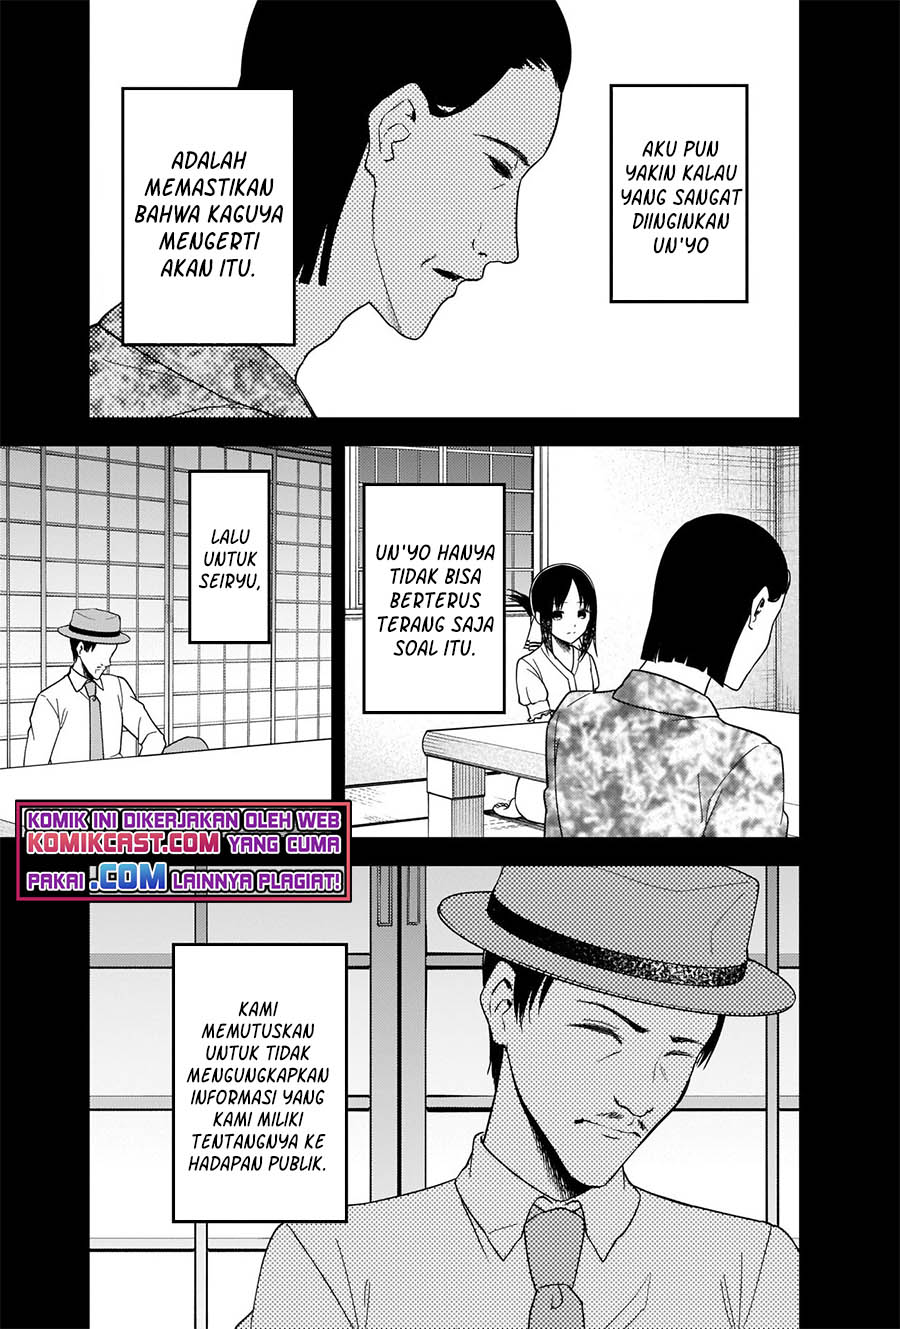 AKU PUN
YAKIN KALAU
YANG SANGAT
DIINGINKAN
UN'YO
ADALAH
MEMASTIKAN
BAHWA KAGUYA
MENGERTI
AKAN ITU.
UN'YO HANYA
TIDAK BISA
BERTERUS
TERANG SAJA
SOAL ITU.
LALU
UNTUK
SEIRYU,
KOMIK INI DIKERJAKAN OLEH WEB
KOMIKCAST.COM YANG CUMA
PAKAI .COM LAINNYA PLAGIAT!
KAMI
MEMUTUSKAN
UNTUK TIDAK
MENGUNGKAPKAN
INFORMASI YANG
KAMI MILIKI
TENTANGNYA KE
HADAPAN PUBLIK.